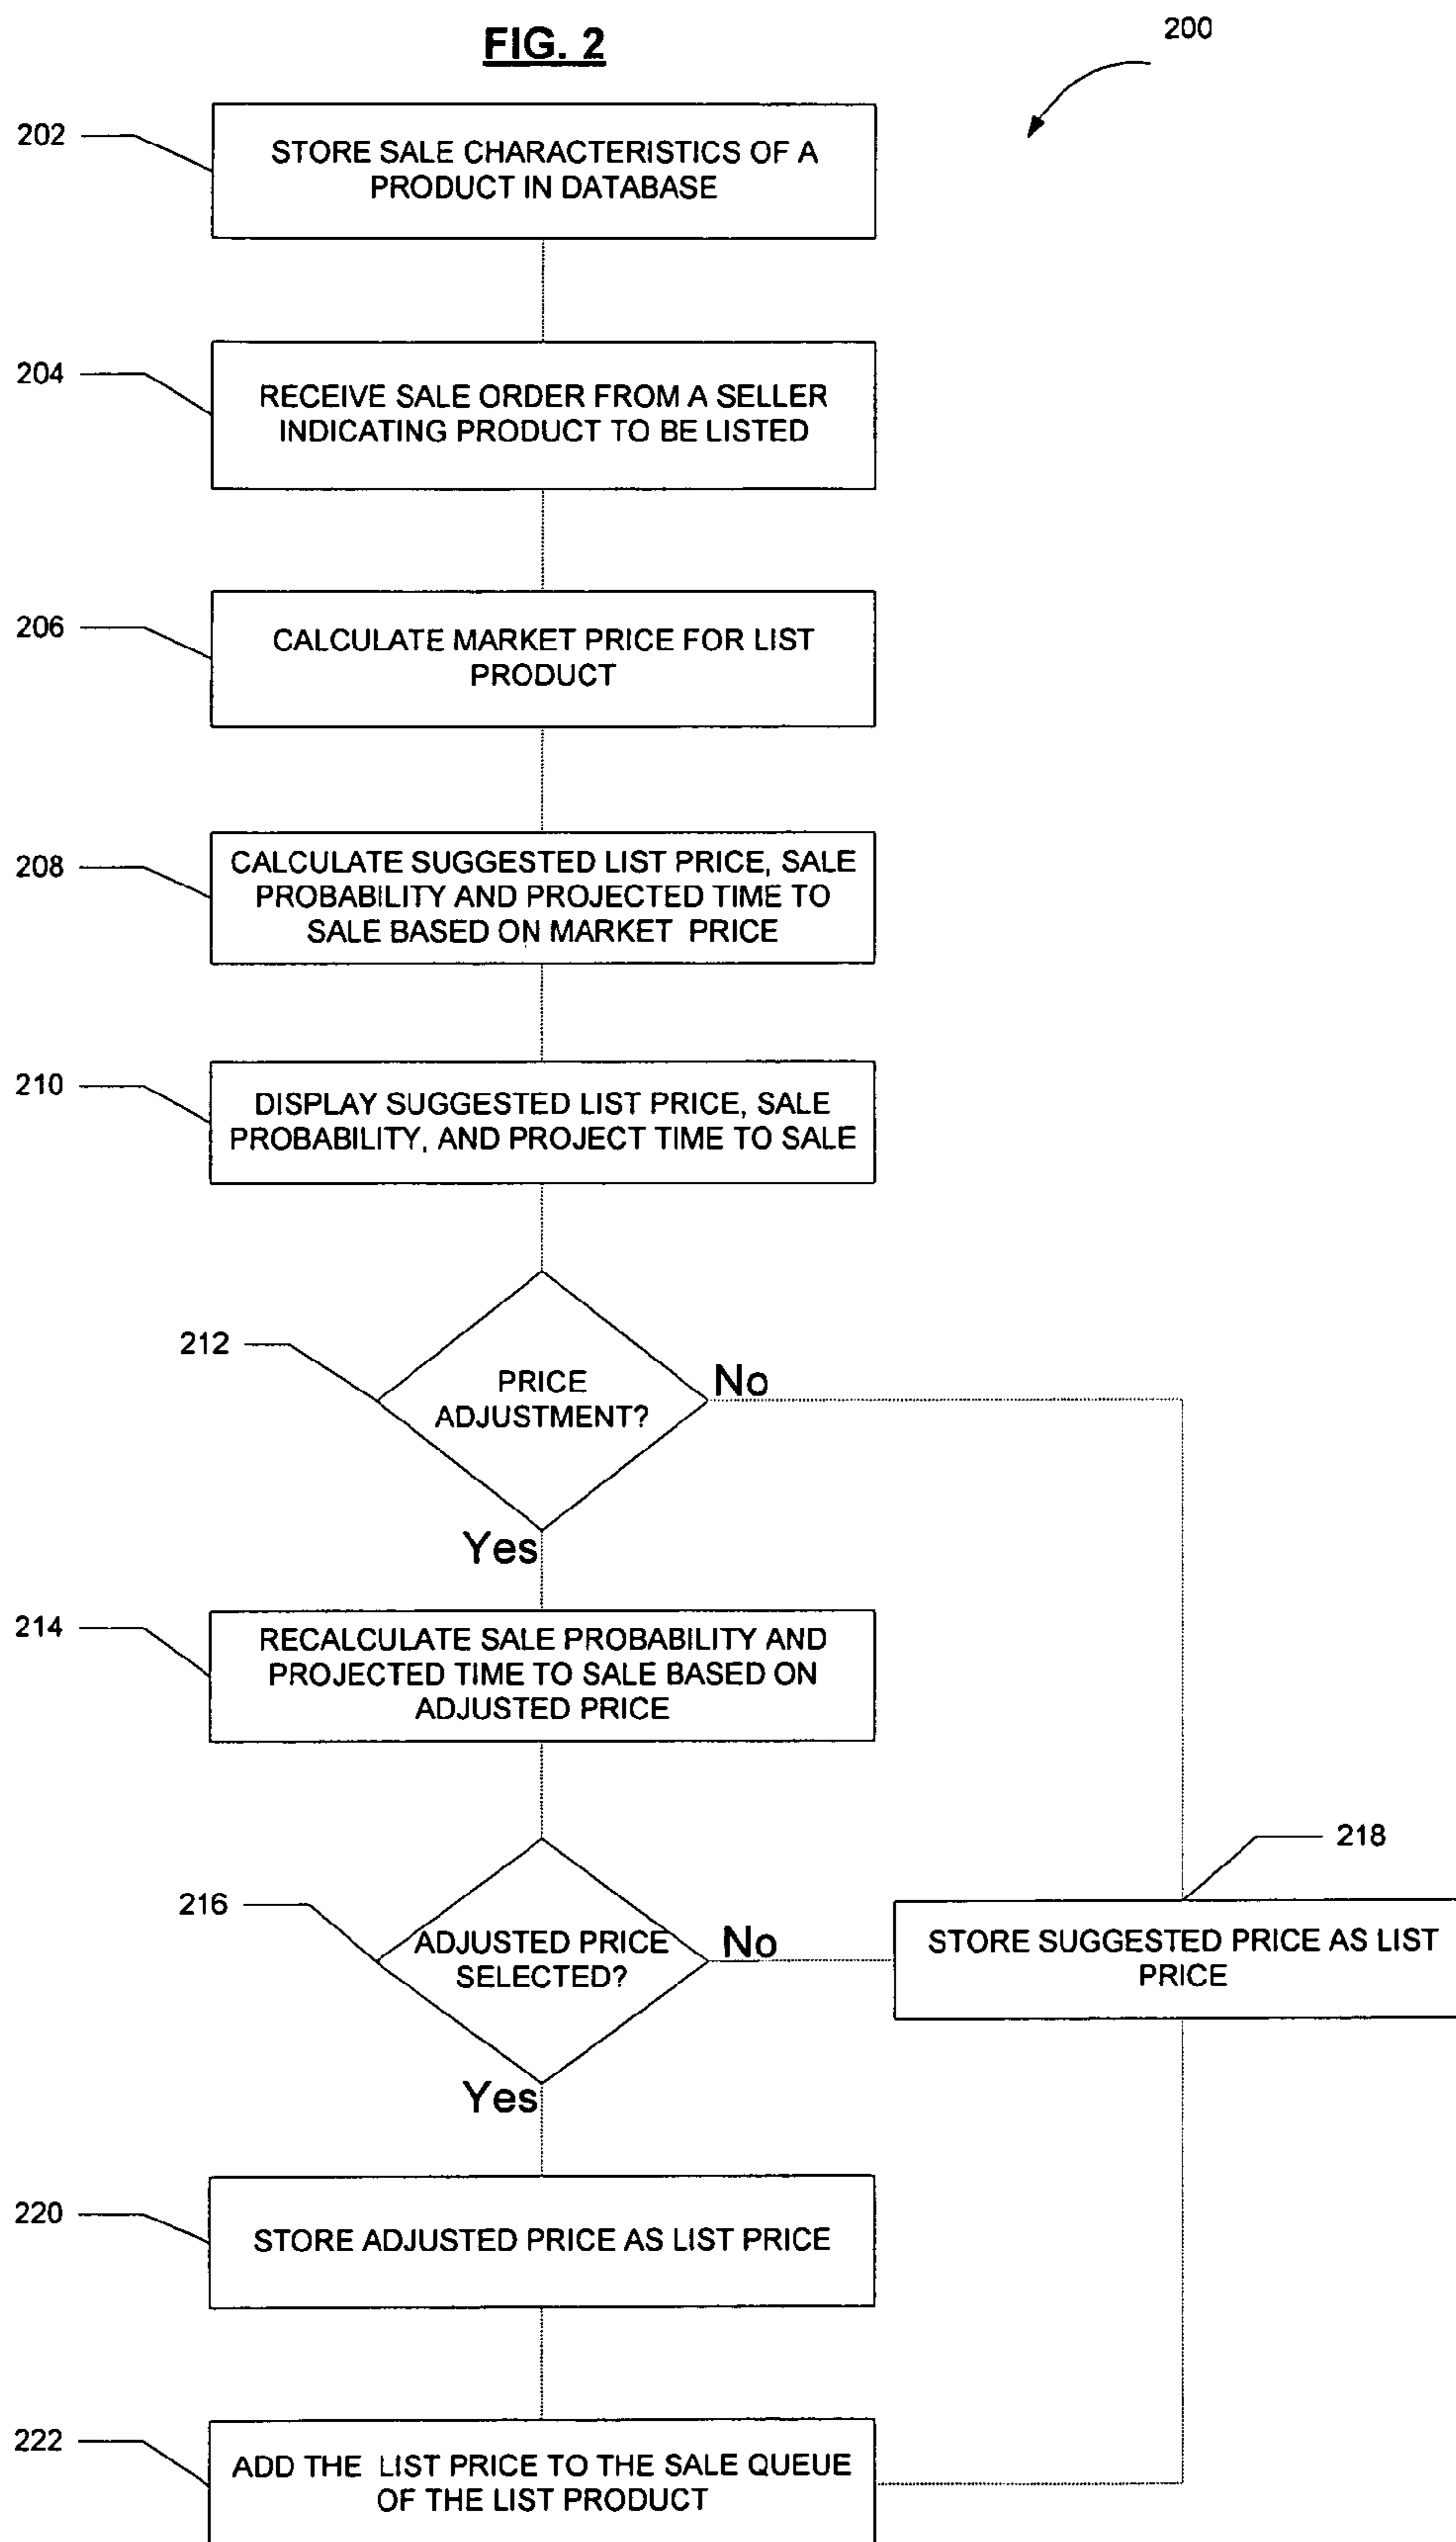 FIG. 2
200
202
STORE SALE CHARACTERISTICS OF A
PRODUCT IN DATABASE
204
RECEIVE SALE ORDER FROM A SELLER
INDICATING PRODUCT TO BE LISTED
206
CALCULATE MARKET PRICE FOR LIST
PRODUCT
208
CALCULATE SUGGESTED LIST PRICE, SALE
PROBABILITY AND PROJECTED TIME TO
SALE BASED ON MARKET PRICE
210
DISPLAY SUGGESTED LIST PRICE, SALE
PROBABILITY, AND PROJECT TIME TO SALE
212
PRICE
ADJUSTMENT?
No
Yes
214
RECALCULATE SALE PROBABILITY AND
PROJECTED TIME TO SALE BASED ON
ADJUSTED PRICE
216
ADJUSTED PRICE
SELECTED?
No
218
STORE SUGGESTED PRICE AS LIST
PRICE
Yes
220
STORE ADJUSTED PRICE AS LIST PRICE
222
ADD THE LIST PRICE TO THE SALE QUEUE
OF THE LIST PRODUCT